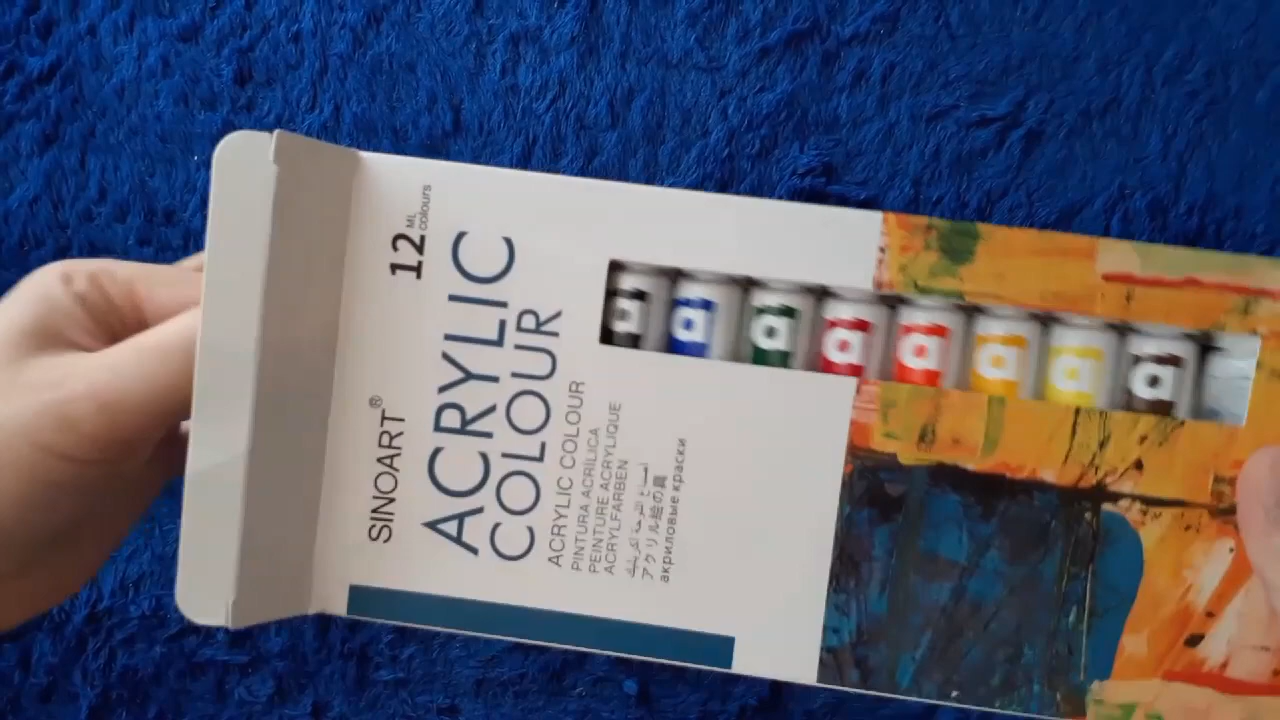 SINOART®
12 ML
colours
ACRYLIC
COLOUR
ACRYLIC COLOUR
PINTURA ACRÍLICA
PEINTURE ACRYLIQUE
ACRYLFARBEN
アクリル絵の具
акриловые краски
a
a
a
a
a
a
a
a